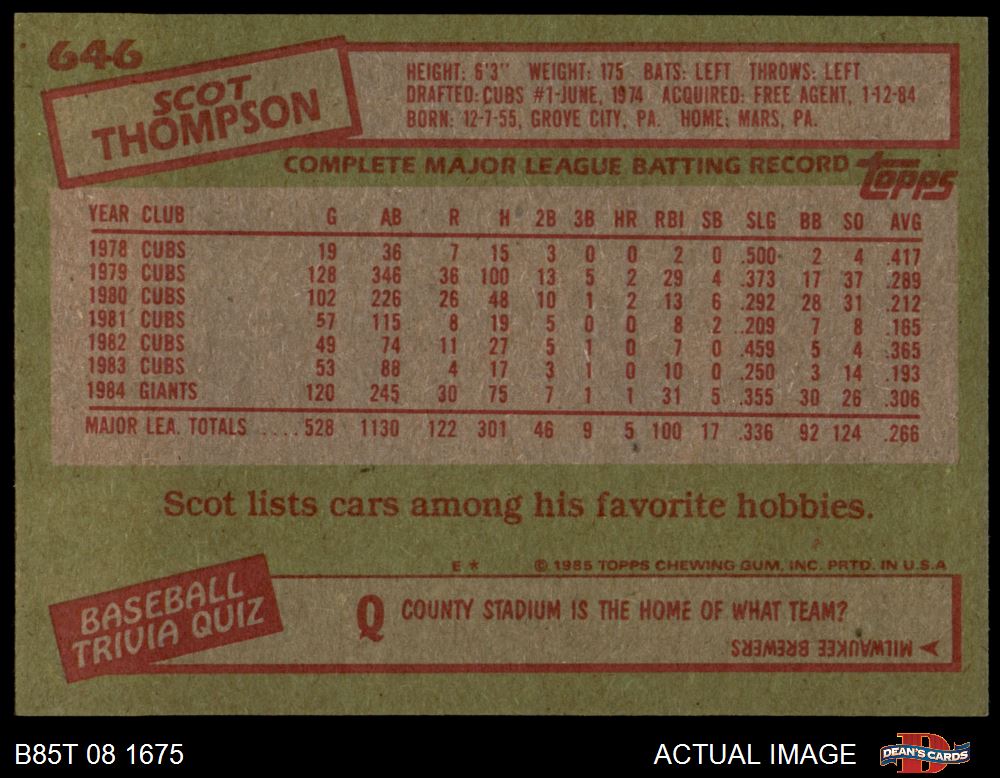 646
SCOT
THOMPSON
HEIGHT: 6'3" WEIGHT: 175 BATS: LEFT THROWS: LEFT
DRAFTED: CUBS #1-JUNE, 1974 ACQUIRED: FREE AGENT, 1-12-84
BORN: 12-7-55, GROVE CITY, PA. HOME: MARS, PA.
COMPLETE MAJOR LEAGUE BATTING RECORD topps
YEAR CLUB G AB R H 2B 3B HR RBI SB SLG BB SO AVG
1978 CUBS 19 36 7 15 3 0 0 2 0 .500 2 4 .417
1979 CUBS 128 346 36 100 13 5 2 29 4 .373 17 37 .289
1980 CUBS 102 226 26 48 10 1 2 13 6 .292 28 31 .212
1981 CUBS 57 115 8 19 5 0 0 8 2 .209 7 8 .165
1982 CUBS 49 74 11 27 5 1 0 7 0 .459 5 4 .365
1983 CUBS 53 88 4 17 3 1 0 10 0 .250 3 14 .193
1984 GIANTS 120 245 30 75 7 1 1 31 5 .355 30 26 .306
MAJOR LEA. TOTALS ..... 528 1130 122 301 46 9 5 100 17 .336 92 124 .266
Scot lists cars among his favorite hobbies.
E * © 1985 TOPPS CHEWING GUM, INC. PRTD. IN U.S.A
BASEBALL
TRIVIA QUIZ
Q COUNTY STADIUM IS THE HOME OF WHAT TEAM?
MILWAUKEE BREWERS
B85T 08 1675 ACTUAL IMAGE D DEAN'S CARDS